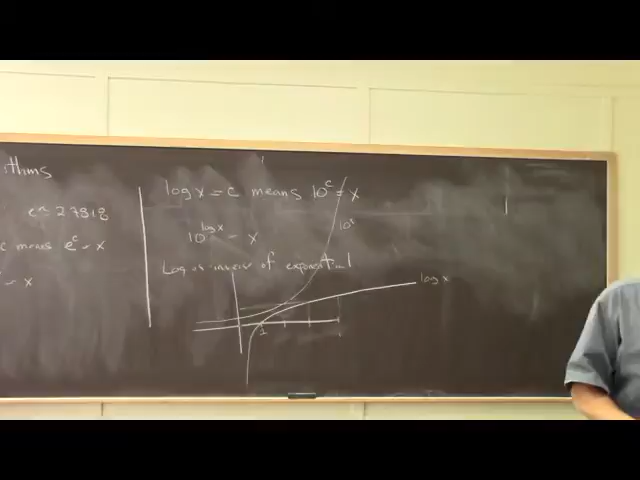 ithms
e ≈ 2.7818
c means e^c = x
= x
log x = c means 10^c = x
10^log x = x
Log is inverse of exponential
10^x
log x
1